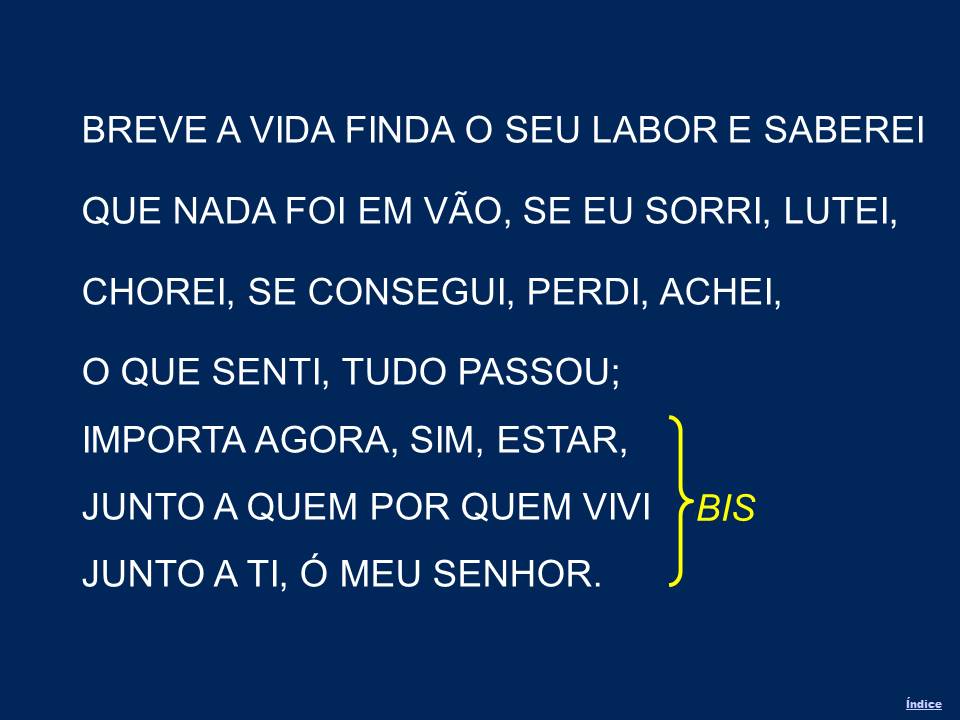 BREVE A VIDA FINDA O SEU LABOR E SABEREI
QUE NADA FOI EM VÃO, SE EU SORRI, LUTEI,
CHOREI, SE CONSEGUI, PERDI, ACHEI,
O QUE SENTI, TUDO PASSOU;
IMPORTA AGORA, SIM, ESTAR,
JUNTO A QUEM POR QUEM VIVI
BIS
JUNTO A TI, Ó MEU SENHOR.
Índice